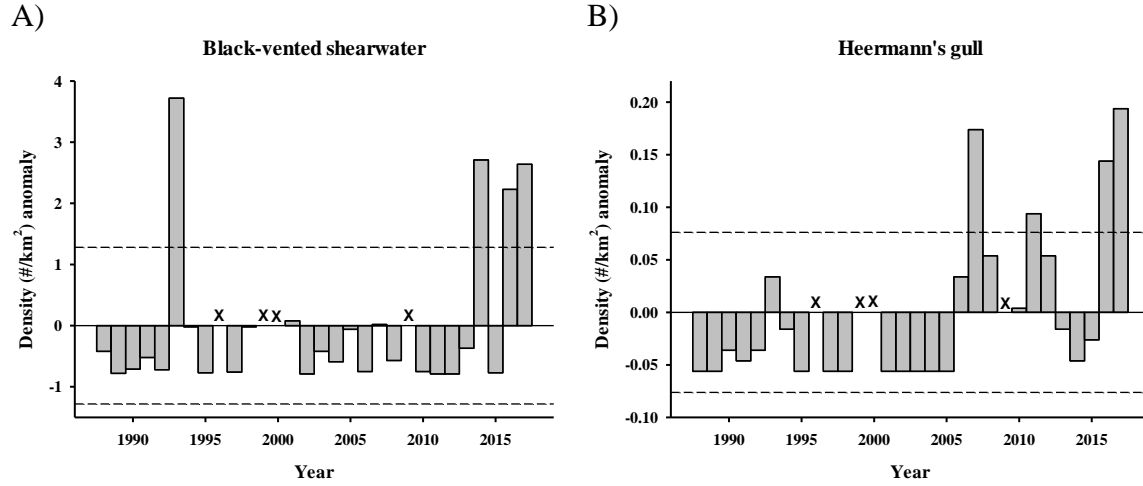 A)
Black-vented shearwater
Density (#/km²) anomaly
4
3
2
1
0
-1
X
X
X
X
1990
1995
2000
2005
2010
2015
Year
B)
Heermann's gull
Density (#/km²) anomaly
0.20
0.15
0.10
0.05
0.00
-0.05
-0.10
X
X
X
X
1990
1995
2000
2005
2010
2015
Year